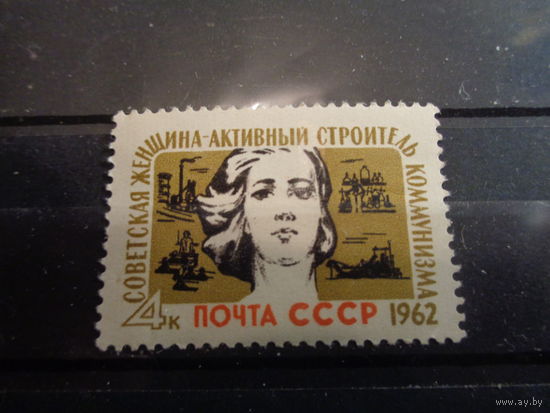 СОВЕТСКАЯ ЖЕНЩИНА-АКТИВНЫЙ СТРОИТЕЛЬ КОММУНИЗМА
4к ПОЧТА СССР 1962
www.ay.by